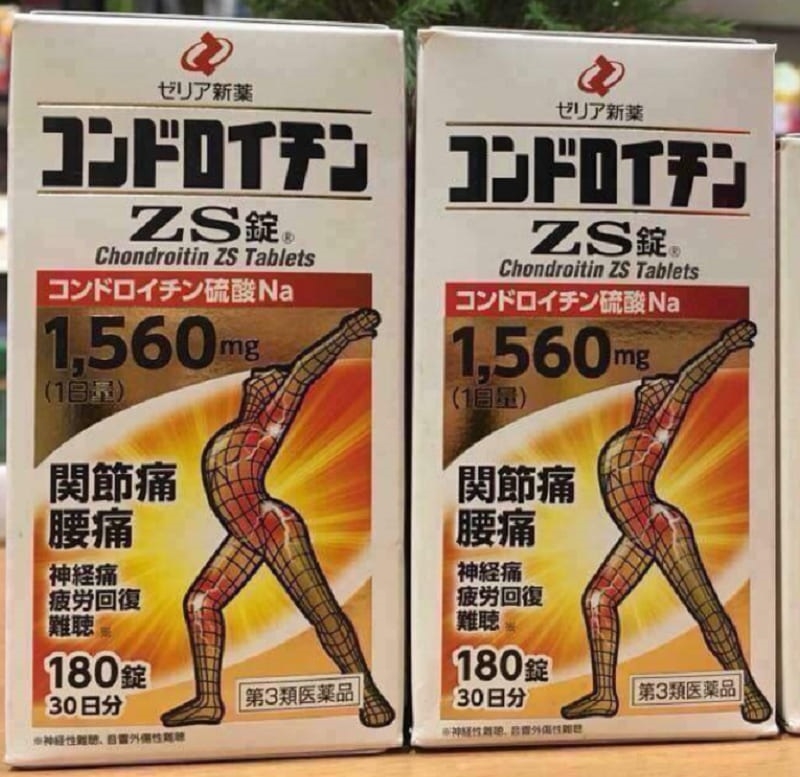 ゼリア新薬
コンドロイチン
ZS錠®
Chondroitin ZS Tablets
コンドロイチン硫酸Na
1,560mg
(1日量)
関節痛
腰痛
神経痛
疲労回復
難聴※
180錠
30日分
第3類医薬品
※神経性難聴、音響外傷性難聴
ゼリア新薬
コンドロイチン
ZS錠®
Chondroitin ZS Tablets
コンドロイチン硫酸Na
1,560mg
(1日量)
関節痛
腰痛
神経痛
疲労回復
難聴※
180錠
30日分
第3類医薬品
※神経性難聴、音響外傷性難聴